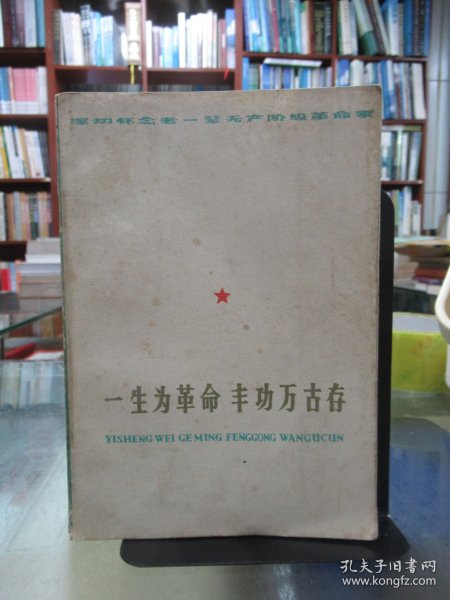 深切怀念老一辈无产阶级革命家
一生为革命 丰功万古存
YISHENG WEI GEMING FENGGONG WANGUCUN
孔夫子旧书网
www.kongfz.com